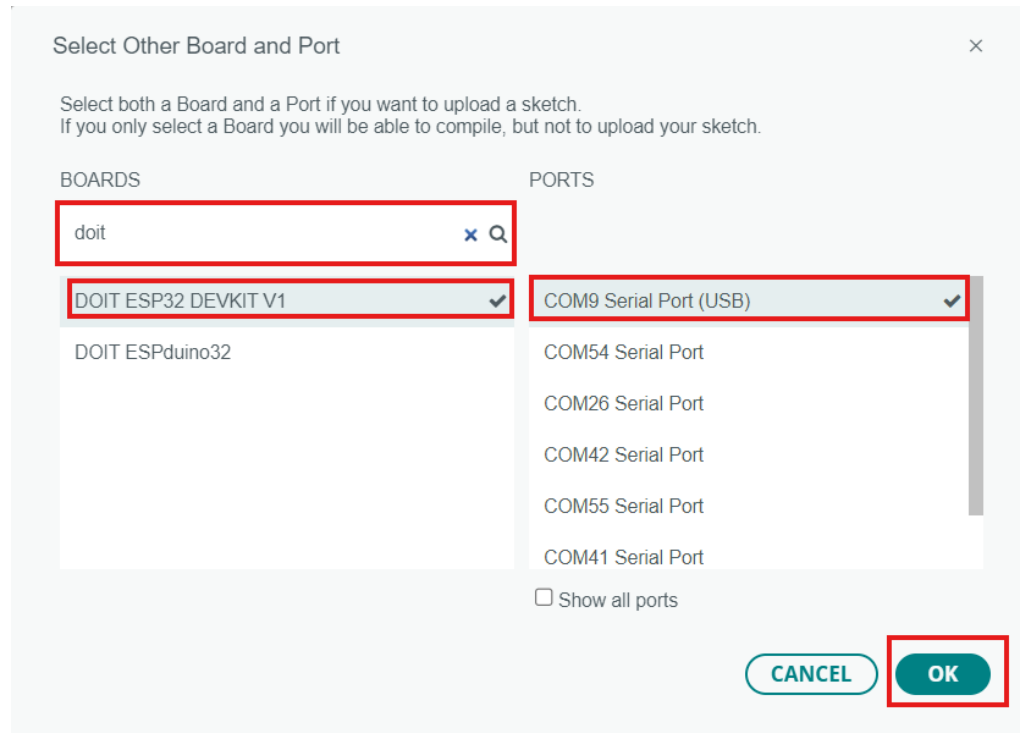 Select Other Board and Port
Select both a Board and a Port if you want to upload a sketch.
If you only select a Board you will be able to compile, but not to upload your sketch.
BOARDS
PORTS
doit
DOIT ESP32 DEVKIT V1
COM9 Serial Port (USB)
DOIT ESPduino32
COM54 Serial Port
COM26 Serial Port
COM42 Serial Port
COM55 Serial Port
COM41 Serial Port
Show all ports
CANCEL
OK